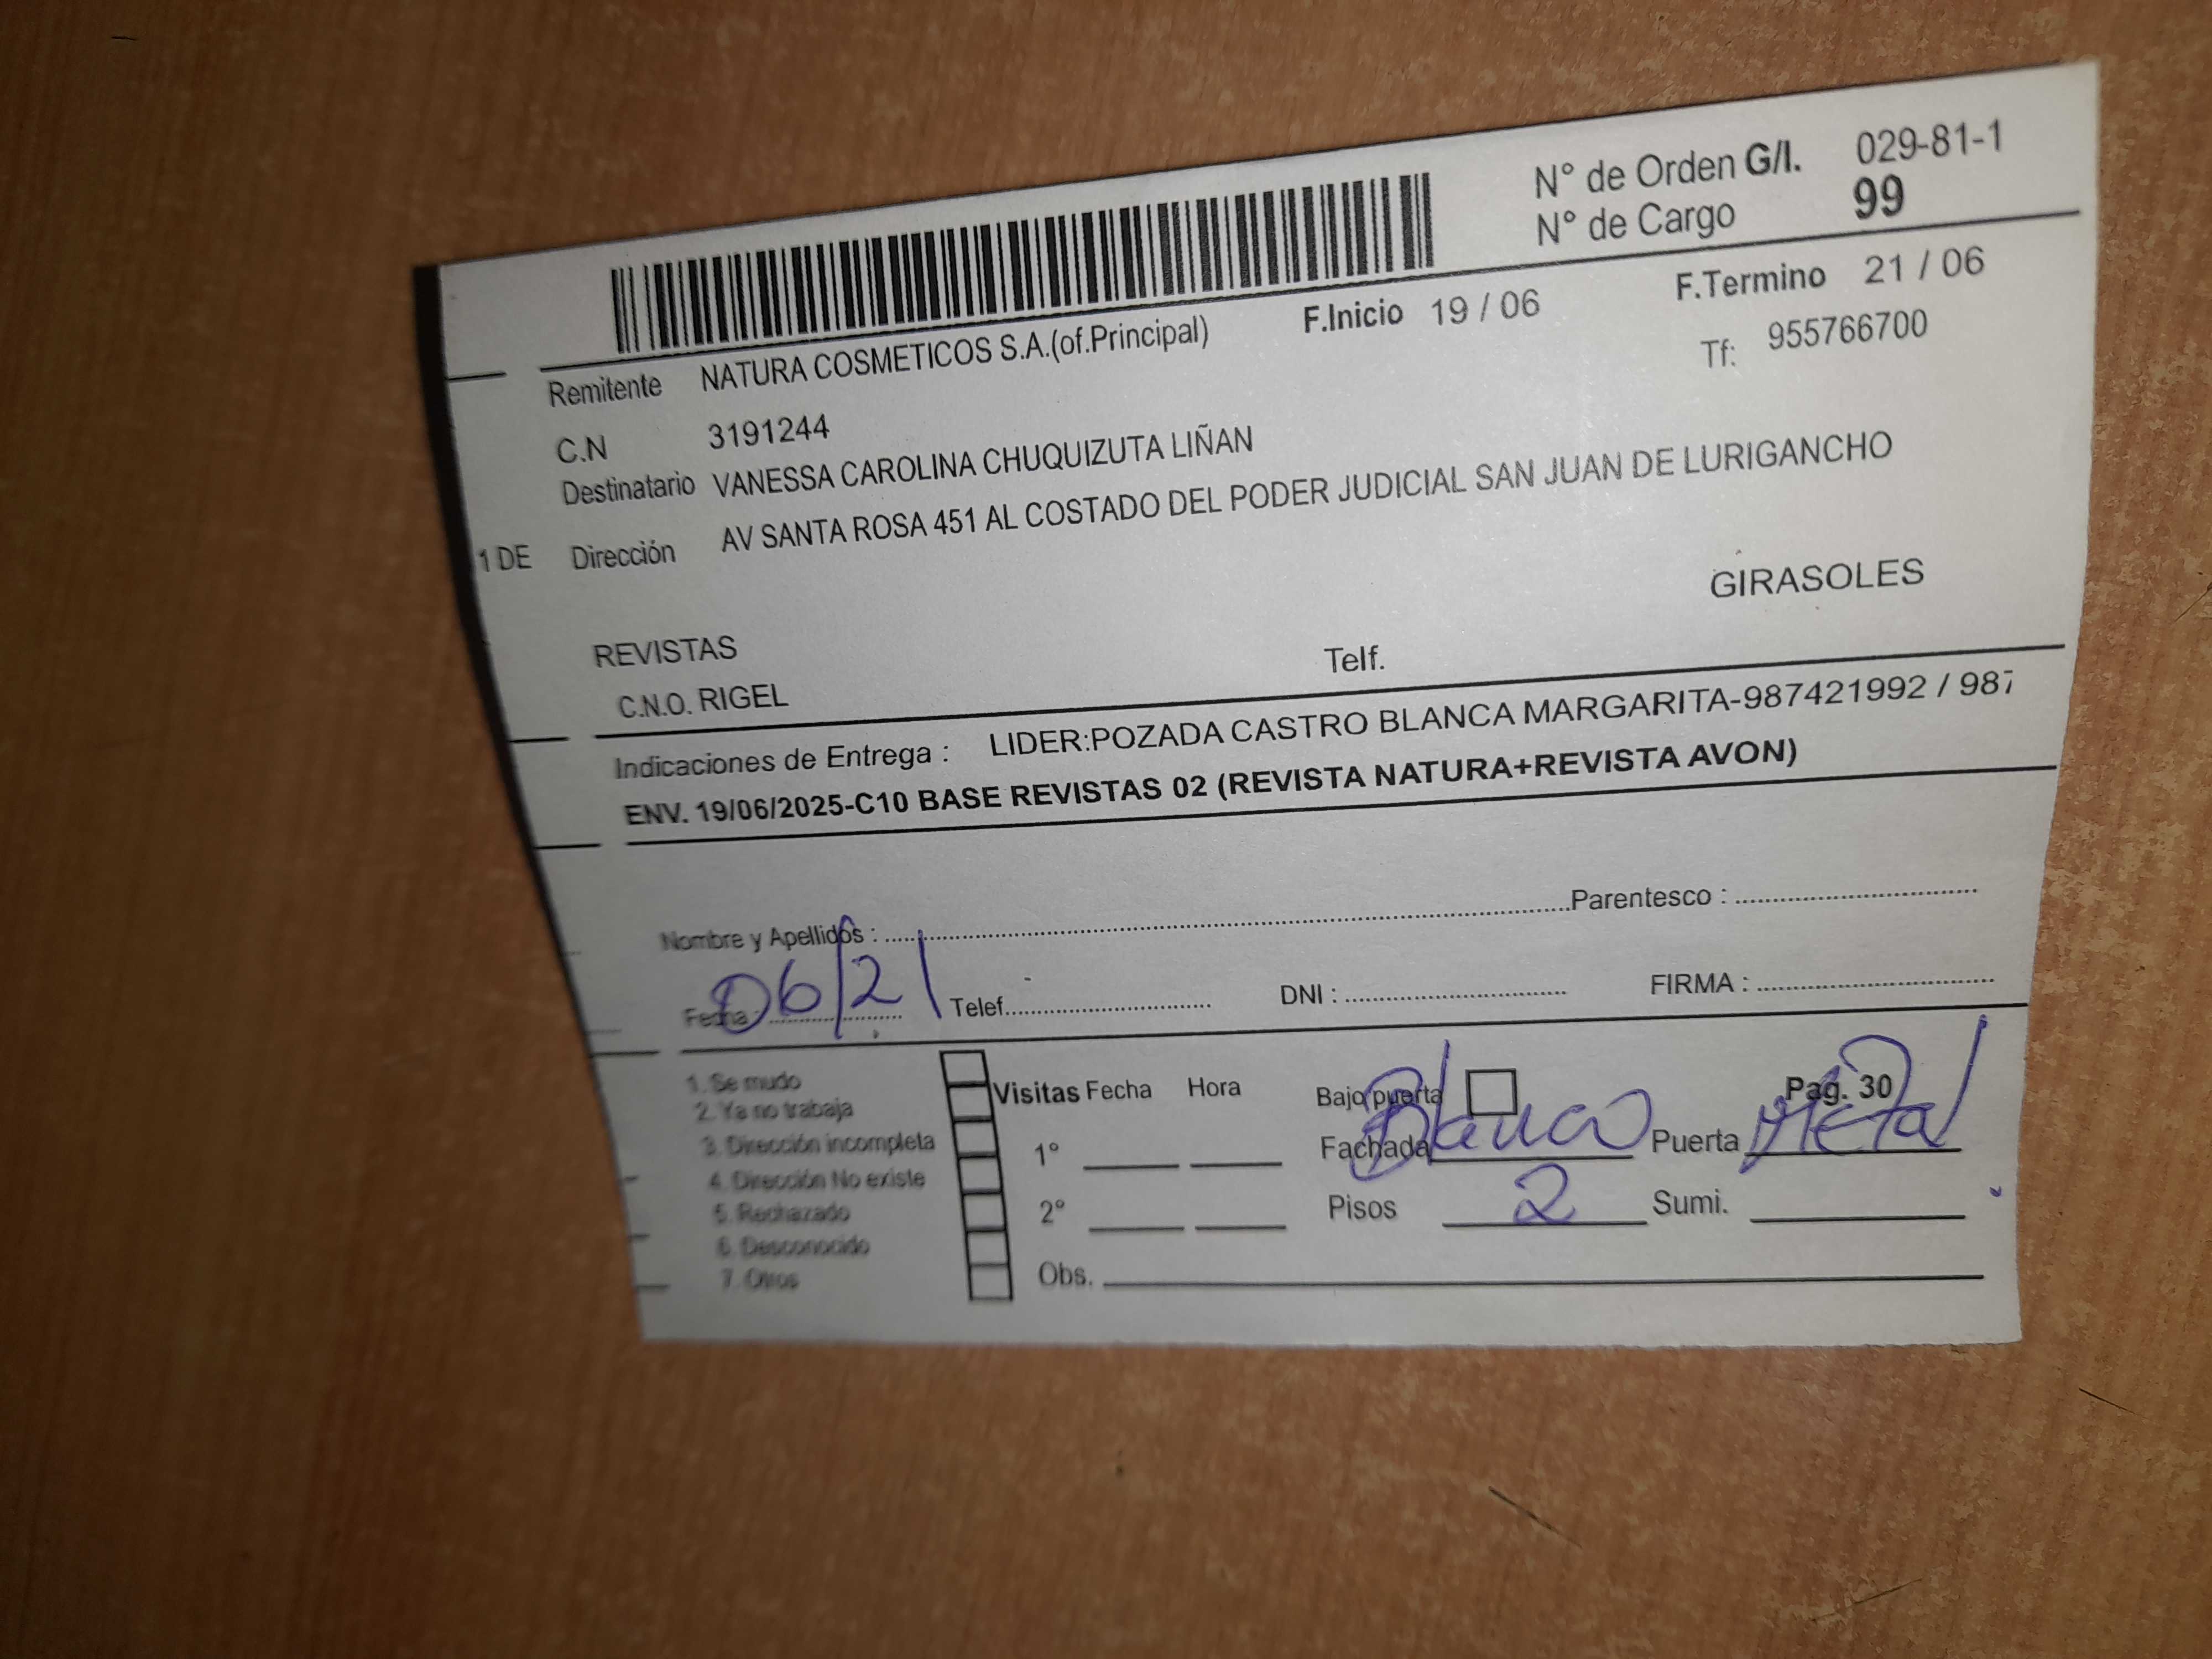 N° de Orden G/I. 029-81-1
N° de Cargo 99
F.Inicio 19 / 06 F.Termino 21 / 06
Remitente NATURA COSMETICOS S.A.(of.Principal) Tf: 955766700
C.N 3191244
Destinatario VANESSA CAROLINA CHUQUIZUTA LIÑAN
1 DE Dirección AV SANTA ROSA 451 AL COSTADO DEL PODER JUDICIAL SAN JUAN DE LURIGANCHO
GIRASOLES
REVISTAS
C.N.O. RIGEL Telf.
Indicaciones de Entrega : LIDER:POZADA CASTRO BLANCA MARGARITA-987421992 / 987
ENV. 19/06/2025-C10 BASE REVISTAS 02 (REVISTA NATURA+REVISTA AVON)
Nombre y Apellidos : Parentesco :
Fecha : 06/21 Telef. DNI : FIRMA :
1. Se mudo
2. Ya no trabaja
3. Dirección incompleta
4. Dirección No existe
5. Rechazado
6. Desconocido
7. Otros
Visitas Fecha Hora
1°
2°
Obs.
Bajo puerta Pag. 30
Fachada Blanco Puerta Metal
Pisos 2 Sumi.